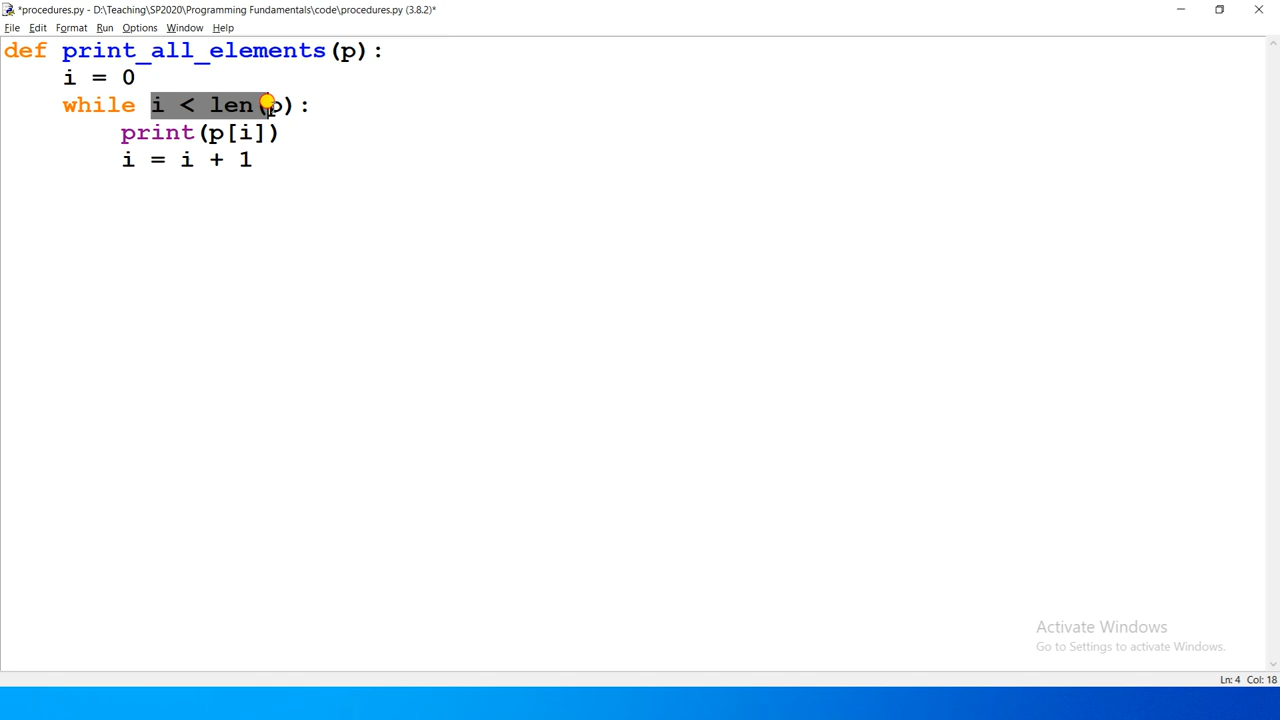 *procedures.py - D:\Teaching\SP2020\Programming Fundamentals\code\procedures.py (3.8.2)*
File Edit Format Run Options Window Help
def print_all_elements(p):
    i = 0
    while i < len(p):
        print(p[i])
        i = i + 1
Activate Windows
Go to Settings to activate Windows.
Ln: 4 Col: 18